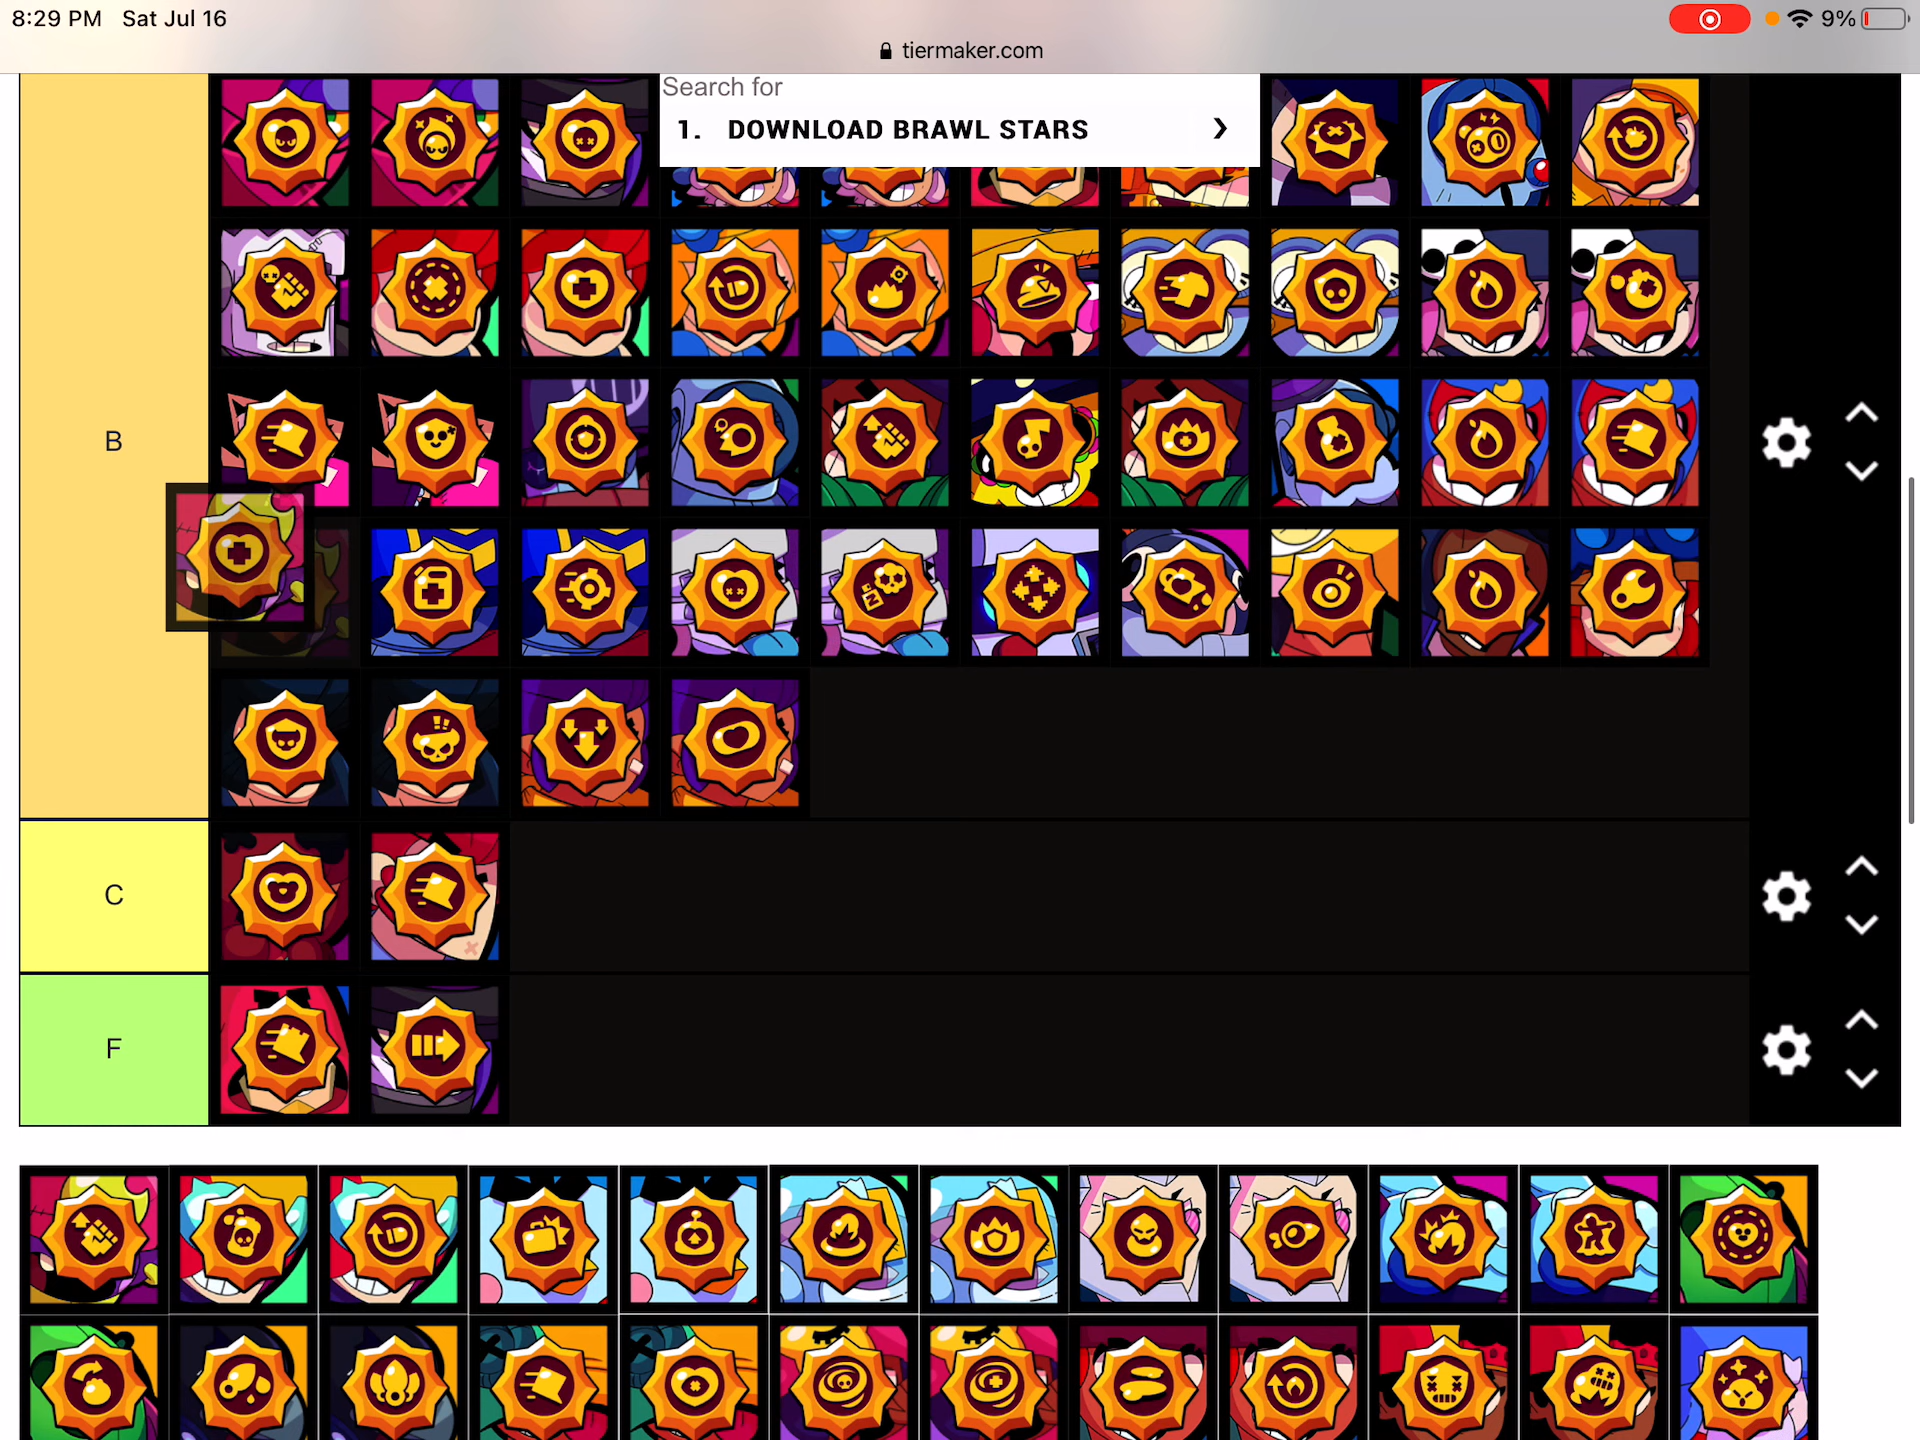 8:29 PM Sat Jul 16
9%
tiermaker.com
Search for
1. DOWNLOAD BRAWL STARS
B
C
F